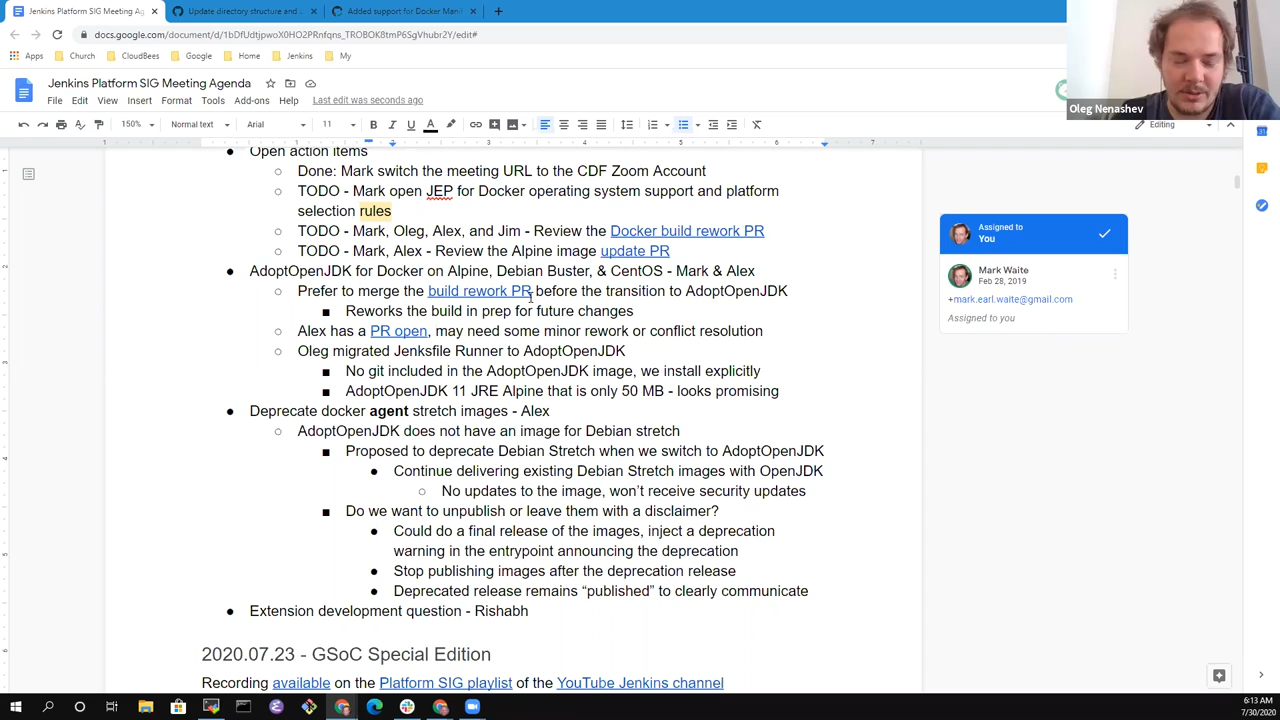 Jenkins Platform SIG Meeting Ag
Update directory structure and
Added support for Docker Mani
docs.google.com/document/d/1bDfUdtjpwoX0HO2PRnfqns_TROBOK8tmP6SgVhubr2Y/edit#
Apps Church CloudBees Google Home Jenkins My
Jenkins Platform SIG Meeting Agenda
File Edit View Insert Format Tools Add-ons Help Last edit was seconds ago
Oleg Nenashev
150% Normal text Arial 11 B I U A Editing
1 3 4 5 6 7
Open action items
Done: Mark switch the meeting URL to the CDF Zoom Account
TODO - Mark open JEP for Docker operating system support and platform
selection rules
TODO - Mark, Oleg, Alex, and Jim - Review the Docker build rework PR
TODO - Mark, Alex - Review the Alpine image update PR
AdoptOpenJDK for Docker on Alpine, Debian Buster, & CentOS - Mark & Alex
Prefer to merge the build rework PR before the transition to AdoptOpenJDK
Reworks the build in prep for future changes
Alex has a PR open, may need some minor rework or conflict resolution
Oleg migrated Jenksfile Runner to AdoptOpenJDK
No git included in the AdoptOpenJDK image, we install explicitly
AdoptOpenJDK 11 JRE Alpine that is only 50 MB - looks promising
Deprecate docker agent stretch images - Alex
AdoptOpenJDK does not have an image for Debian stretch
Proposed to deprecate Debian Stretch when we switch to AdoptOpenJDK
Continue delivering existing Debian Stretch images with OpenJDK
No updates to the image, won't receive security updates
Do we want to unpublish or leave them with a disclaimer?
Could do a final release of the images, inject a deprecation
warning in the entrypoint announcing the deprecation
Stop publishing images after the deprecation release
Deprecated release remains "published" to clearly communicate
Extension development question - Rishabh
2020.07.23 - GSoC Special Edition
Recording available on the Platform SIG playlist of the YouTube Jenkins channel
Assigned to
You
Mark Waite
Feb 28, 2019
+mark.earl.waite@gmail.com
Assigned to you
6:13 AM
7/30/2020